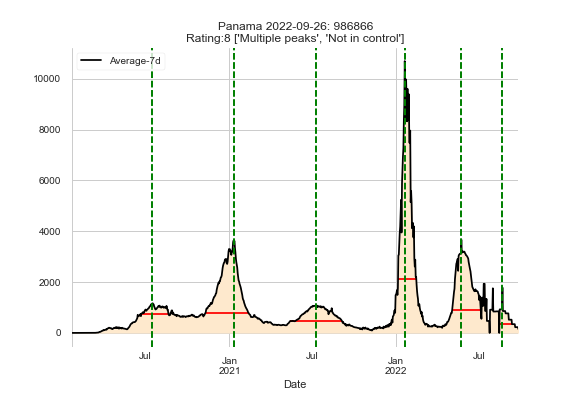 Panama 2022-09-26: 986866
Rating:8 ['Multiple peaks', 'Not in control']
Average-7d
10000
8000
6000
4000
2000
0
Jul
Jan
2021
Jul
Jan
2022
Jul
Date